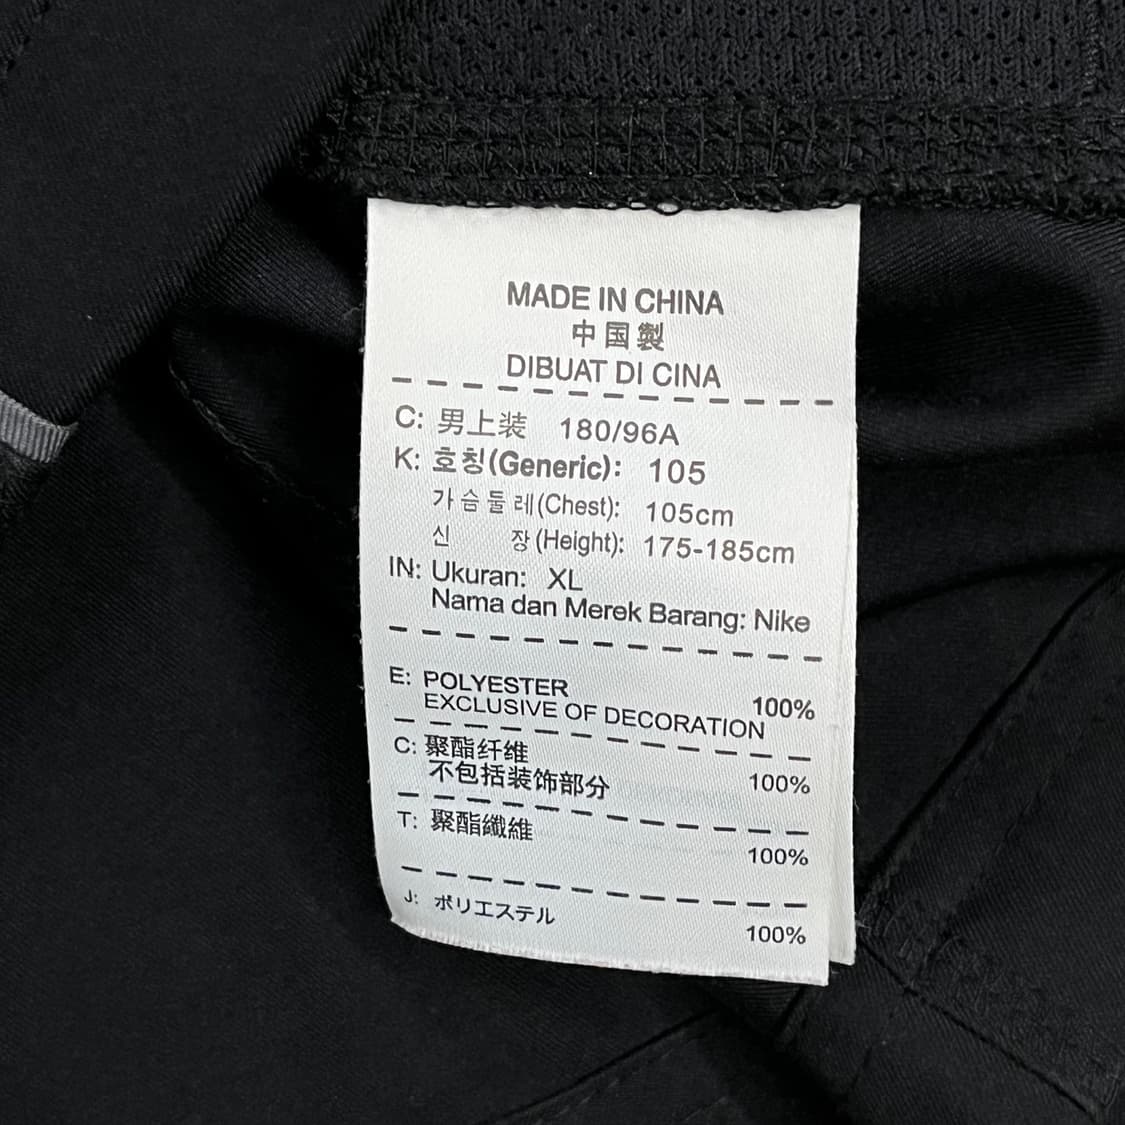 MADE IN CHINA
中国製
DIBUAT DI CINA
C: 男上装 180/96A
K: 호칭(Generic): 105
가슴둘레(Chest): 105cm
신 장(Height): 175-185cm
IN: Ukuran: XL
Nama dan Merek Barang: Nike
E: POLYESTER 100%
EXCLUSIVE OF DECORATION
C: 聚酯纤维 100%
不包括装饰部分
T: 聚酯纖維 100%
J: ポリエステル 100%